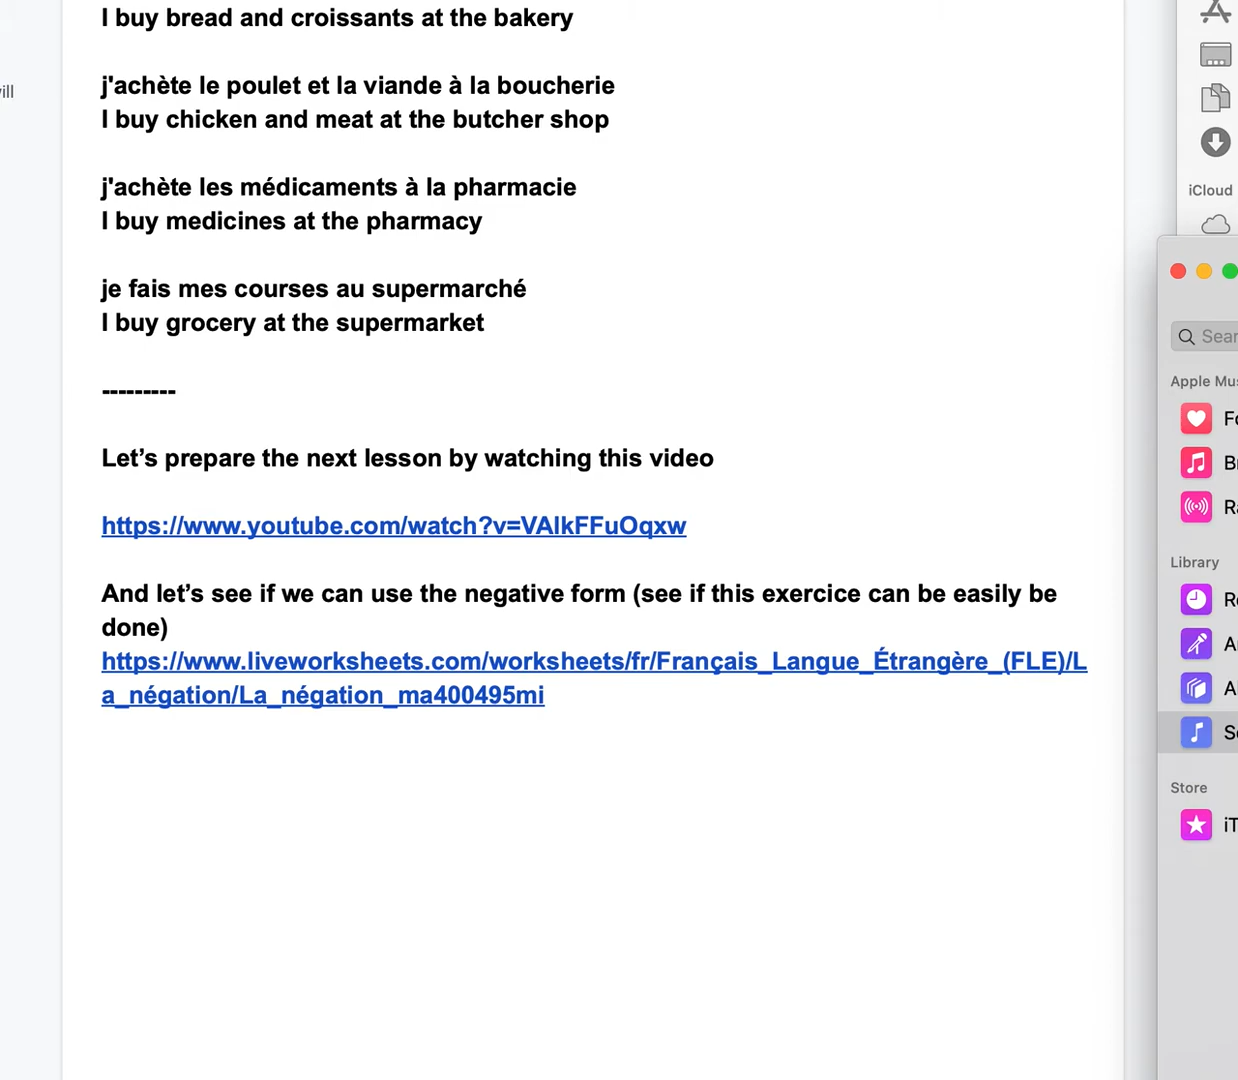 I buy bread and croissants at the bakery
j'achète le poulet et la viande à la boucherie
I buy chicken and meat at the butcher shop
j'achète les médicaments à la pharmacie
I buy medicines at the pharmacy
je fais mes courses au supermarché
I buy grocery at the supermarket
---------
Let’s prepare the next lesson by watching this video
https://www.youtube.com/watch?v=VAlkFFuOqxw
And let’s see if we can use the negative form (see if this exercice can be easily be
done)
https://www.liveworksheets.com/worksheets/fr/Français_Langue_Étrangère_(FLE)/L
a_négation/La_négation_ma400495mi
iCloud
Apple Mus
Library
Store